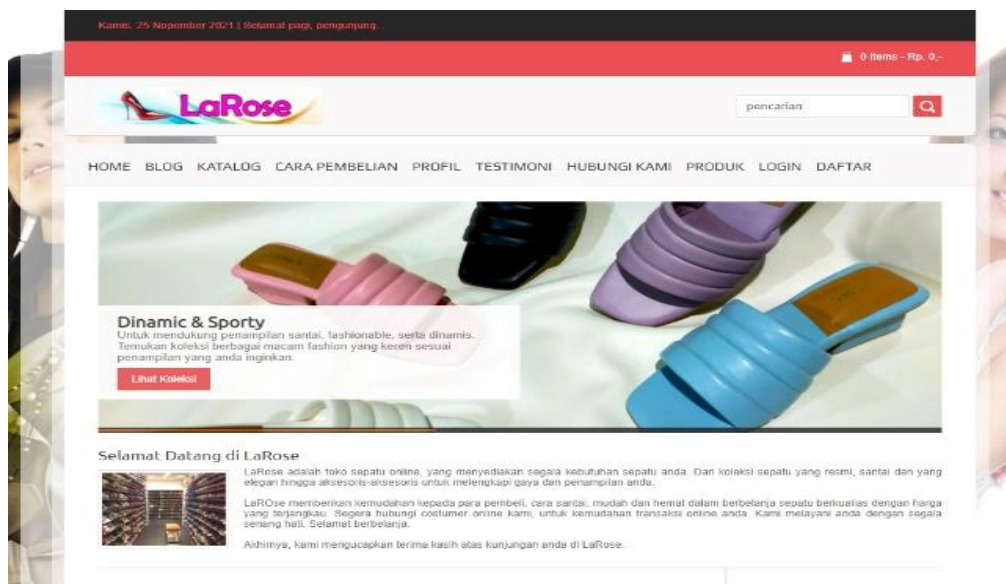 Kamis, 25 Nopember 2021 | Selamat pagi, pengunjung...
0 Items - Rp. 0,-
LaRose
pencarian
HOME BLOG KATALOG CARA PEMBELIAN PROFIL TESTIMONI HUBUNGI KAMI PRODUK LOGIN DAFTAR
Dinamic & Sporty
Untuk mendukung penampilan santai, fashionable, serta dinamis.
Temukan koleksi berbagai macam fashion yang keren sesuai
penampilan yang anda inginkan.
Lihat Koleksi
Selamat Datang di LaRose
LaRose adalah toko sepatu online, yang menyediakan segala kebutuhan sepatu anda. Dari koleksi sepatu yang resmi, santai dan yang
elegan hingga aksesoris-aksesoris untuk melengkapi gaya dan penampilan anda.
LaROse memberikan kemudahan kepada para pembeli, cara santai, mudah dan hemat dalam berbelanja sepatu berkualias dengan harga
yang terjangkau. Segera hubungi costumer online kami, untuk kemudahan transaksi online anda. Kami melayani anda dengan segala
senang hati. Selamat berbelanja.
Akhirnya, kami mengucapkan terima kasih atas kunjungan anda di LaRose.